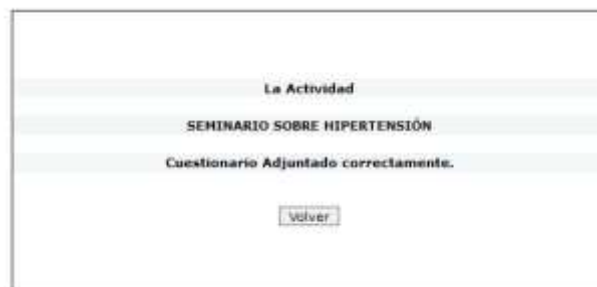 La Actividad
SEMINARIO SOBRE HIPERTENSIÓN
Cuestionario Adjuntado correctamente.
Volver